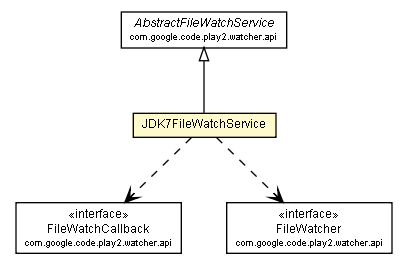 AbstractFileWatchService
com.google.code.play2.watcher.api
JDK7FileWatchService
«interface»
FileWatchCallback
com.google.code.play2.watcher.api
«interface»
FileWatcher
com.google.code.play2.watcher.api